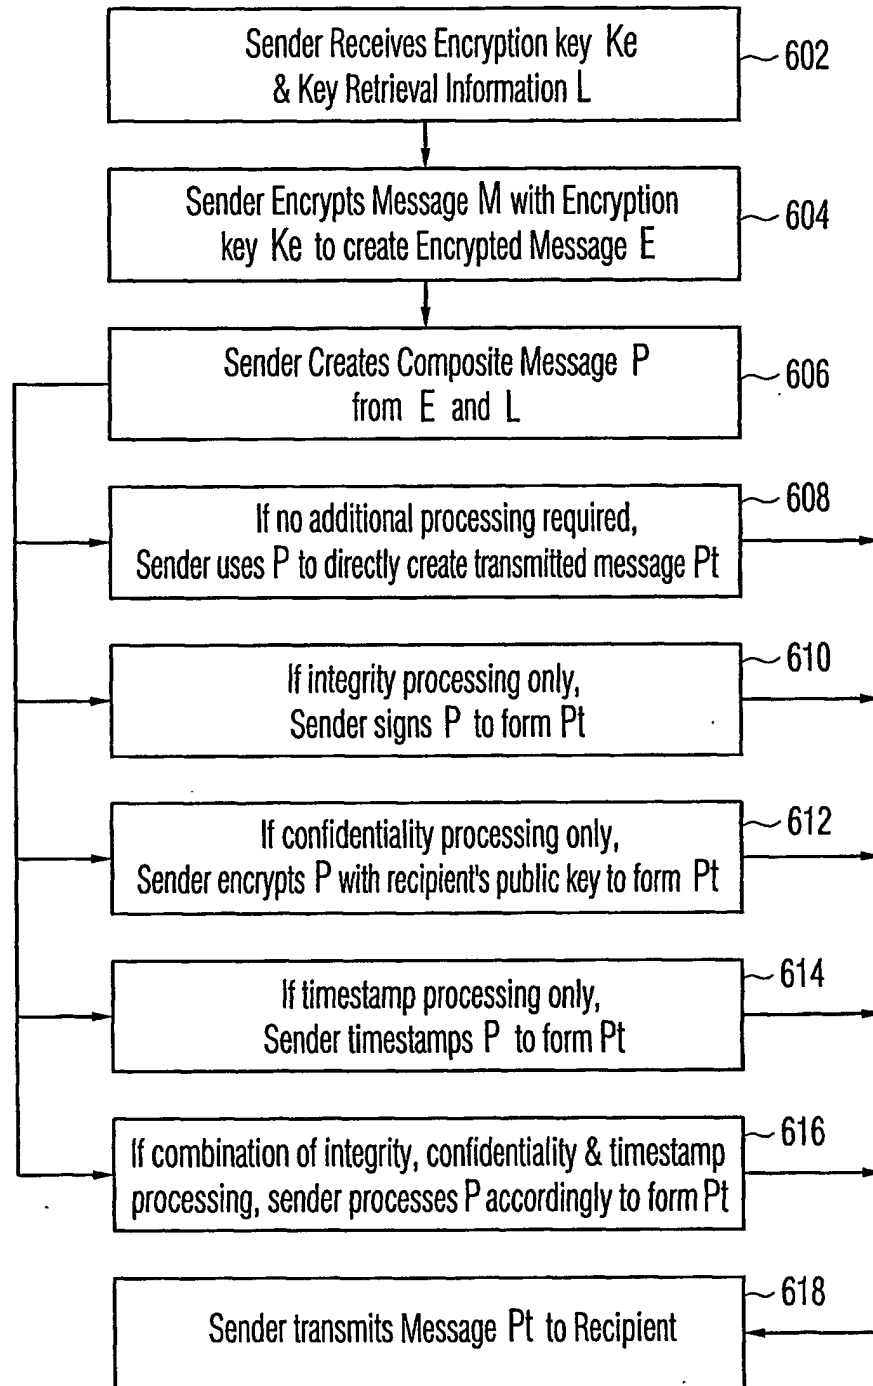 Sender Receives Encryption key Ke
& Key Retrieval Information L
602
Sender Encrypts Message M with Encryption
key Ke to create Encrypted Message E
604
Sender Creates Composite Message P
from E and L
606
If no additional processing required,
Sender uses P to directly create transmitted message Pt
608
If integrity processing only,
Sender signs P to form Pt
610
If confidentiality processing only,
Sender encrypts P with recipient's public key to form Pt
612
If timestamp processing only,
Sender timestamps P to form Pt
614
If combination of integrity, confidentiality & timestamp
processing, sender processes P accordingly to form Pt
616
Sender transmits Message Pt to Recipient
618